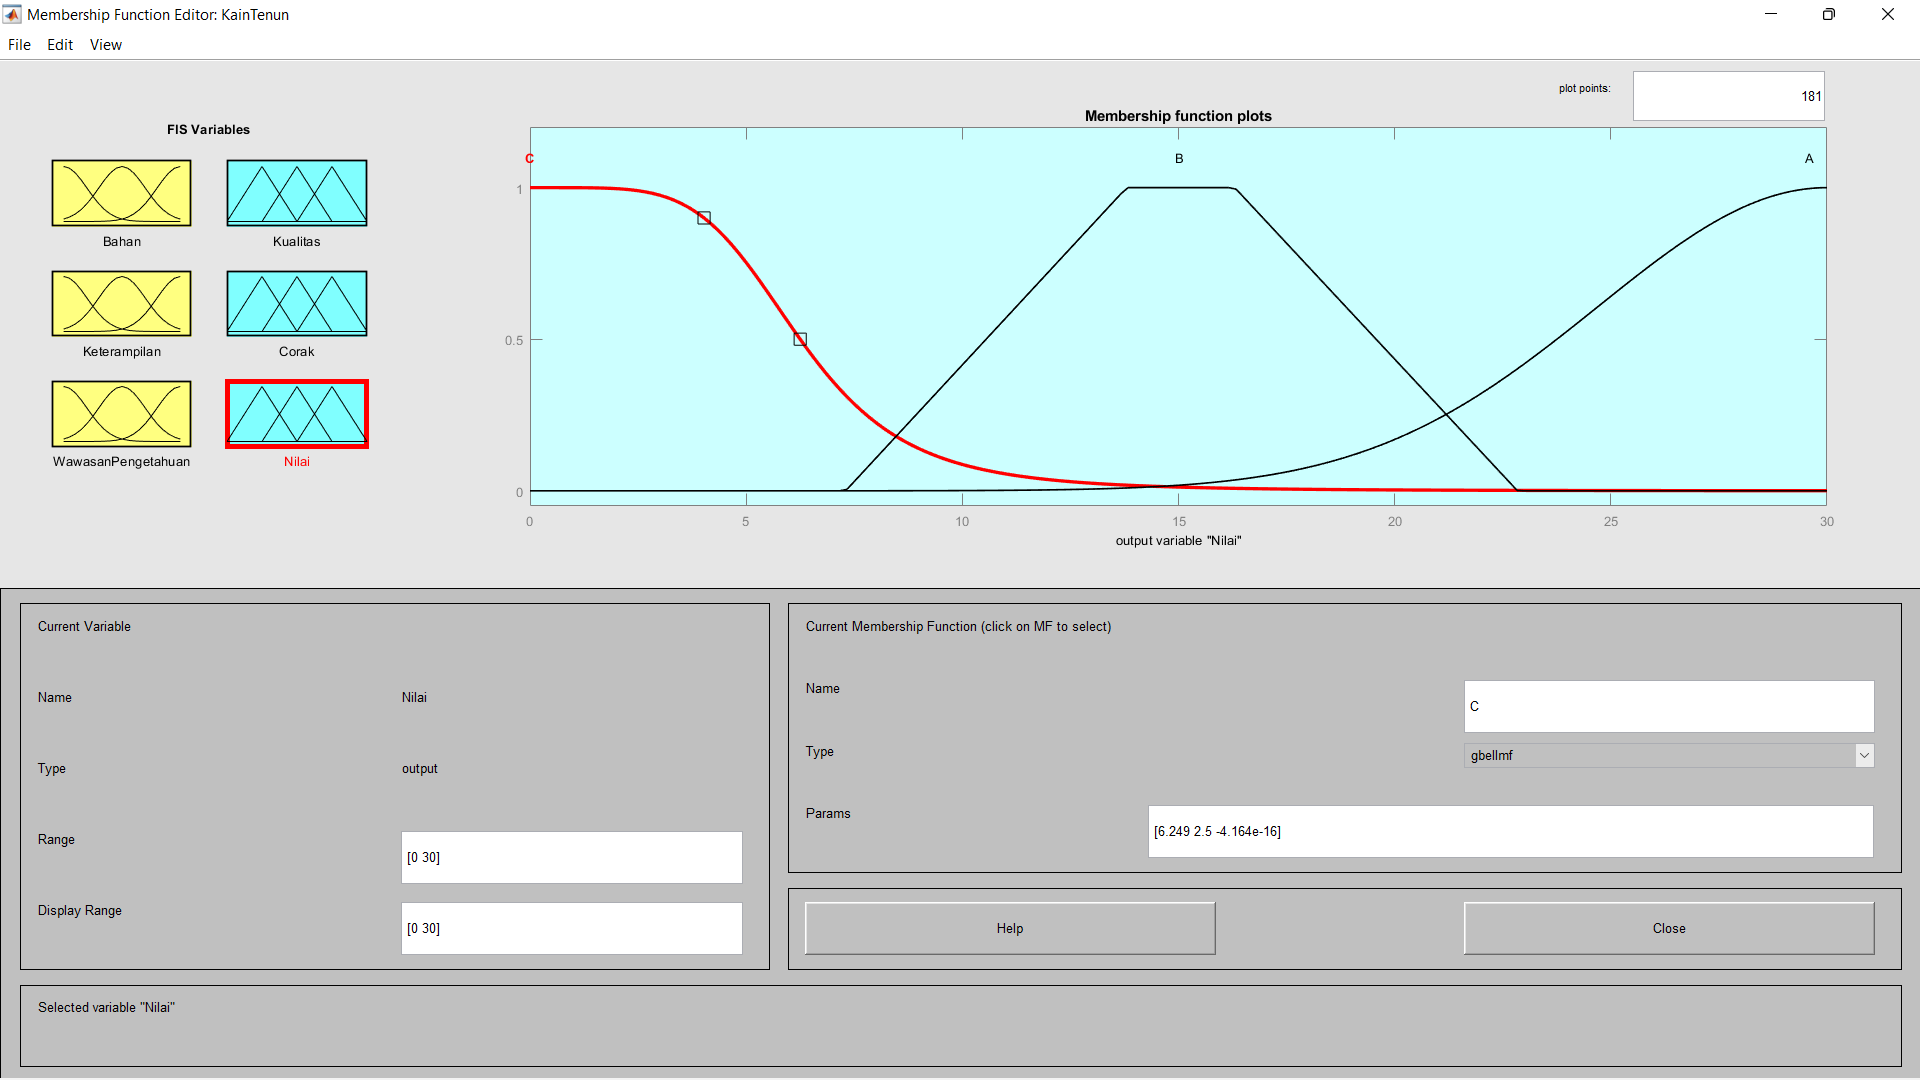 Membership Function Editor: KainTenun
File Edit View
plot points:
181
FIS Variables
Membership function plots
Bahan
Kualitas
Keterampilan
Corak
WawasanPengetahuan
Nilai
C
B
A
1
0.5
0
0 5 10 15 20 25 30
output variable "Nilai"
Current Variable
Name
Nilai
Type
output
Range
[0 30]
Display Range
[0 30]
Current Membership Function (click on MF to select)
Name
C
Type
gbellmf
Params
[6.249 2.5 -4.164e-16]
Help
Close
Selected variable "Nilai"